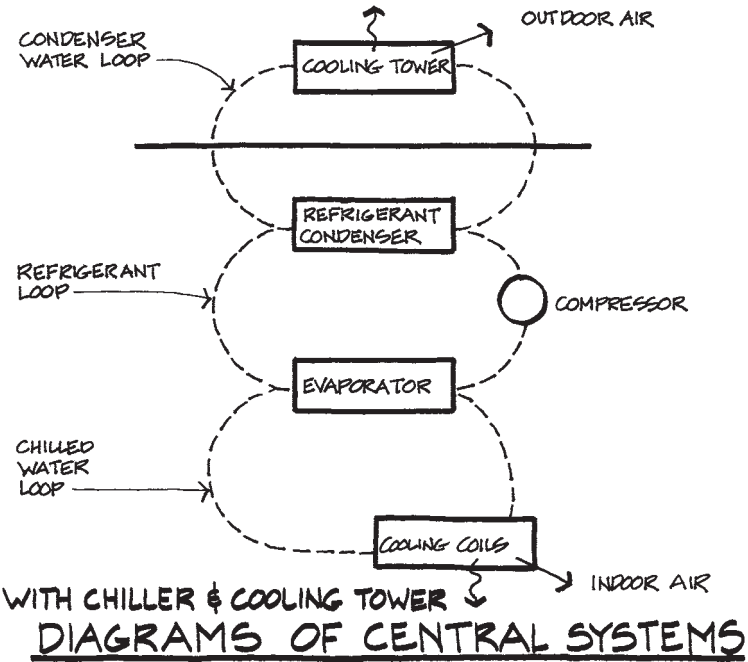 CONDENSER
WATER LOOP
OUTDOOR AIR
COOLING TOWER
REFRIGERANT
CONDENSER
REFRIGERANT
LOOP
COMPRESSOR
EVAPORATOR
CHILLED
WATER
LOOP
COOLING COILS
INDOOR AIR
WITH CHILLER & COOLING TOWER
DIAGRAMS OF CENTRAL SYSTEMS